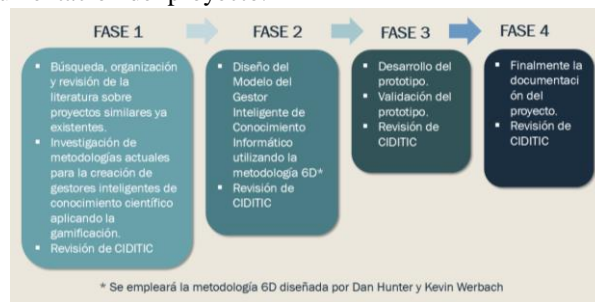 FASE 1
FASE 2
FASE 3
FASE 4
▪ Búsqueda, organización
y revisión de la
literatura sobre
proyectos similares ya
existentes.
▪ Investigación de
metodologías actuales
para la creación de
gestores inteligentes de
conocimiento científico
aplicando la
gamificación.
▪ Revisión de CIDITIC
▪ Diseño del
Modelo del
Gestor
Inteligente de
Conocimiento
Informático
utilizando la
metodología 6D*
▪ Revisión de
CIDITIC
▪ Desarrollo del
prototipo.
▪ Validación del
prototipo.
▪ Revisión de
CIDITIC
▪ Finalmente la
documentaci
ón del
proyecto.
▪ Revisión de
CIDITIC
* Se empleará la metodología 6D diseñada por Dan Hunter y Kevin Werbach